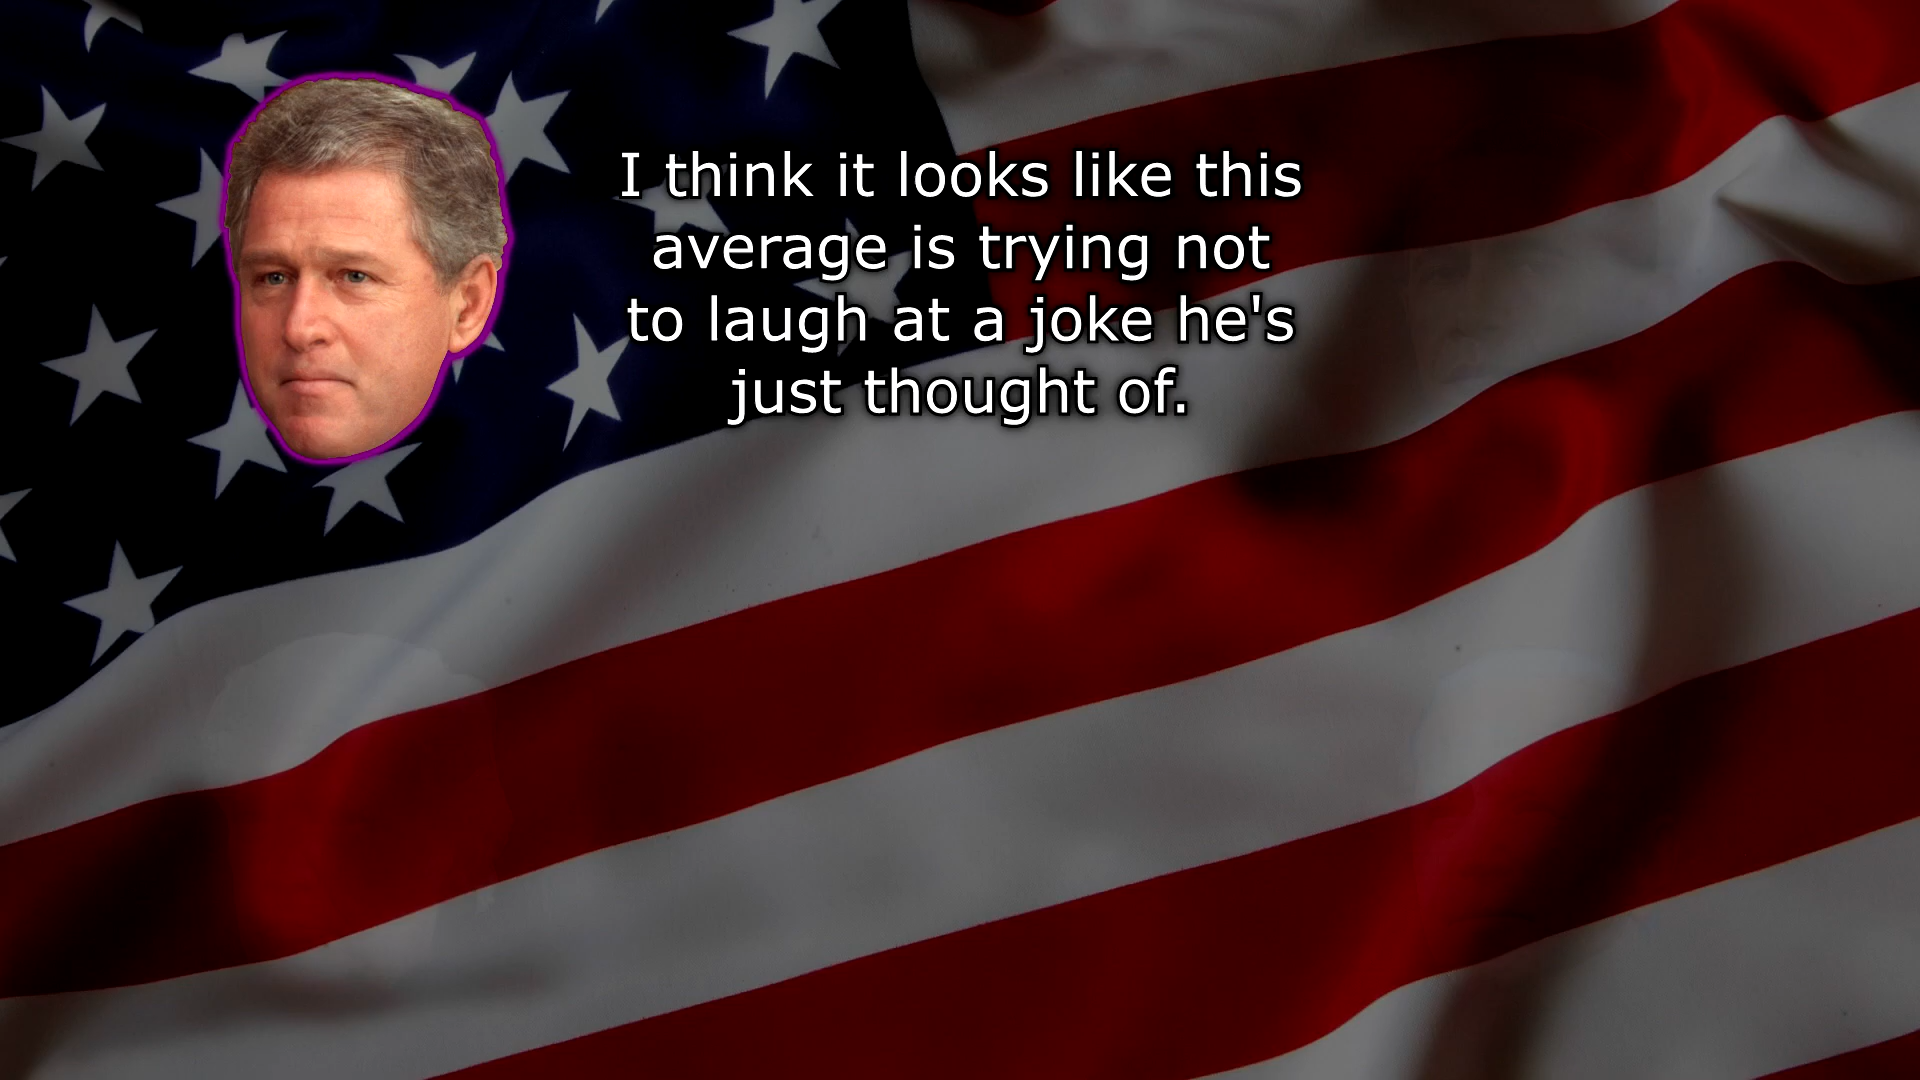 I think it looks like this
average is trying not
to laugh at a joke he's
just thought of.